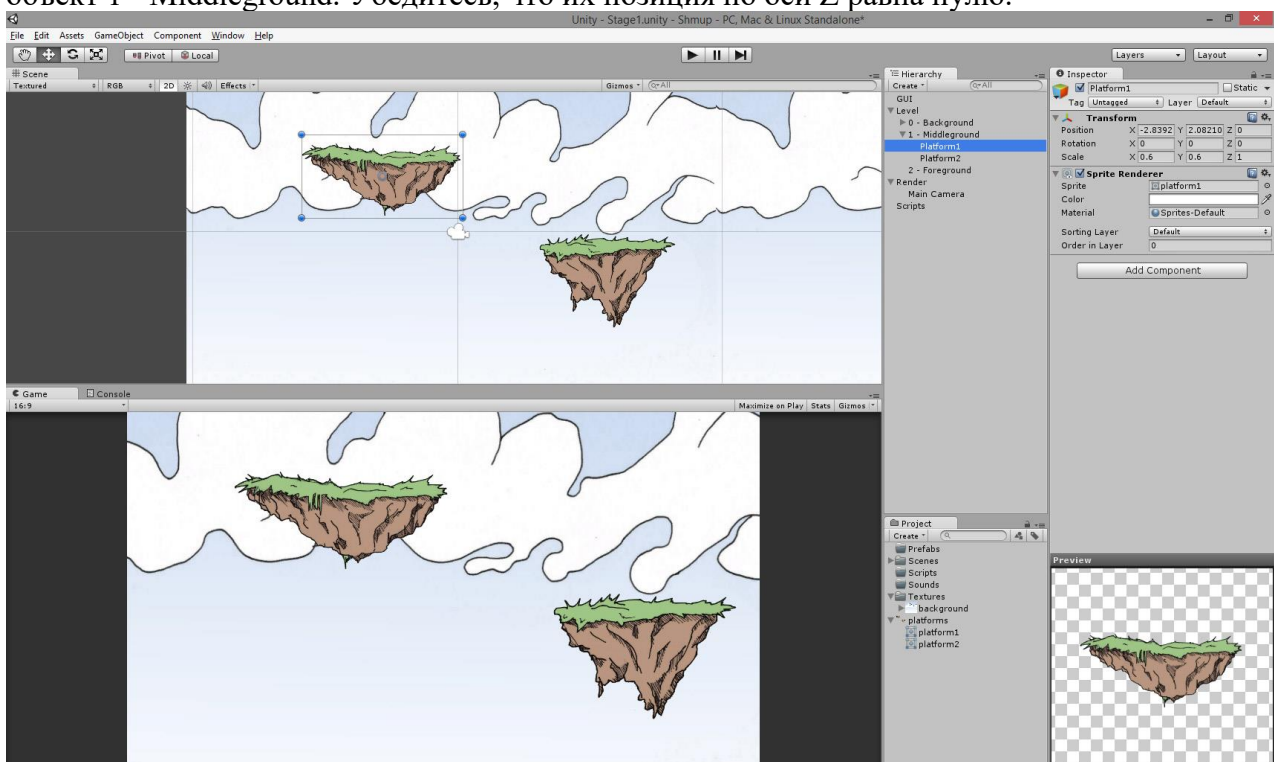 объект 1 - Middleground. Убедитесь, что их позиция по оси Z равна нулю.
Unity - Stage1.unity - Shmup - PC, Mac & Linux Standalone*
File Edit Assets GameObject Component Window Help
Pivot Local Layers Layout
Scene
Textured RGB 2D Effects Gizmos All
Hierarchy
Create All
GUI
Level
0 - Background
1 - Middleground
Platform1
Platform2
2 - Foreground
Render
Main Camera
Scripts
Inspector
Platform1 Static
Tag Untagged Layer Default
Transform
Position X -2.8392 Y 2.08210 Z 0
Rotation X 0 Y 0 Z 0
Scale X 0.6 Y 0.6 Z 1
Sprite Renderer
Sprite platform1
Color
Material Sprites-Default
Sorting Layer Default
Order in Layer 0
Add Component
Game Console
16:9 Maximize on Play Stats Gizmos
Project
Create
Prefabs
Scenes
Scripts
Sounds
Textures
background
platforms
platform1
platform2
Preview